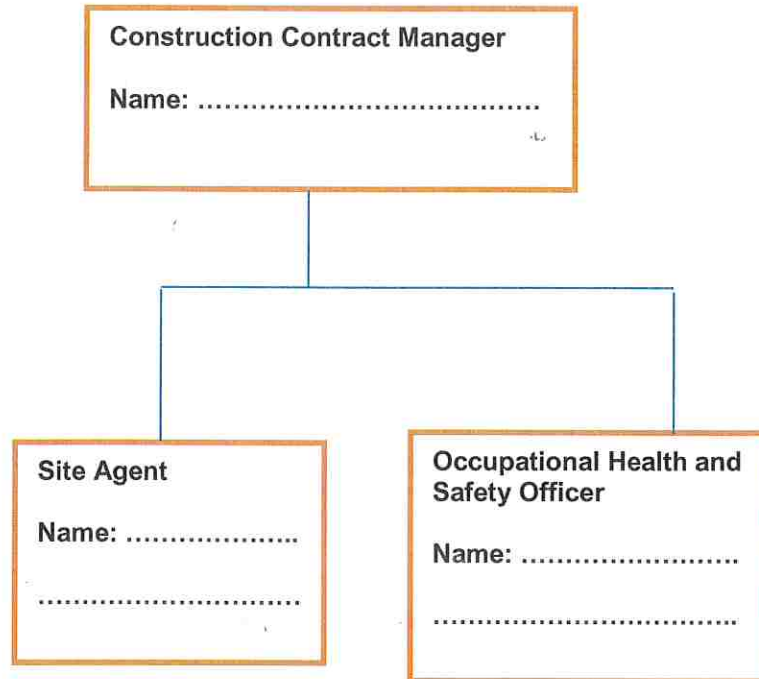 Construction Contract Manager
Name: ......................................
Site Agent
Name: ...................
.............................
Occupational Health and
Safety Officer
Name: ........................
..................................